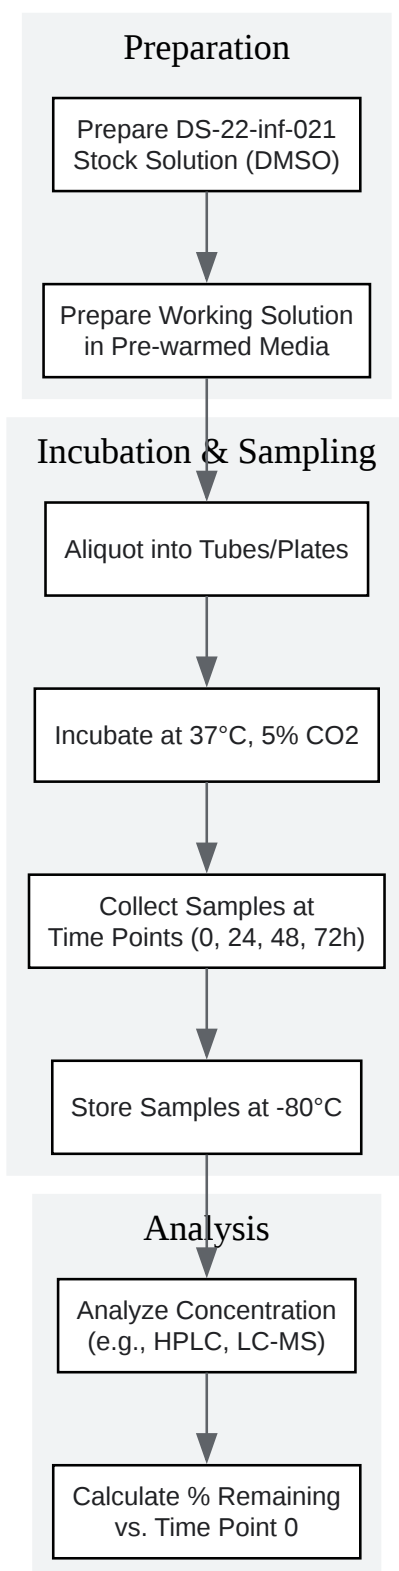 Preparation
Prepare DS-22-inf-021
Stock Solution (DMSO)
Prepare Working Solution
in Pre-warmed Media
Incubation & Sampling
Aliquot into Tubes/Plates
Incubate at 37°C, 5% CO2
Collect Samples at
Time Points (0, 24, 48, 72h)
Store Samples at -80°C
Analysis
Analyze Concentration
(e.g., HPLC, LC-MS)
Calculate % Remaining
vs. Time Point 0